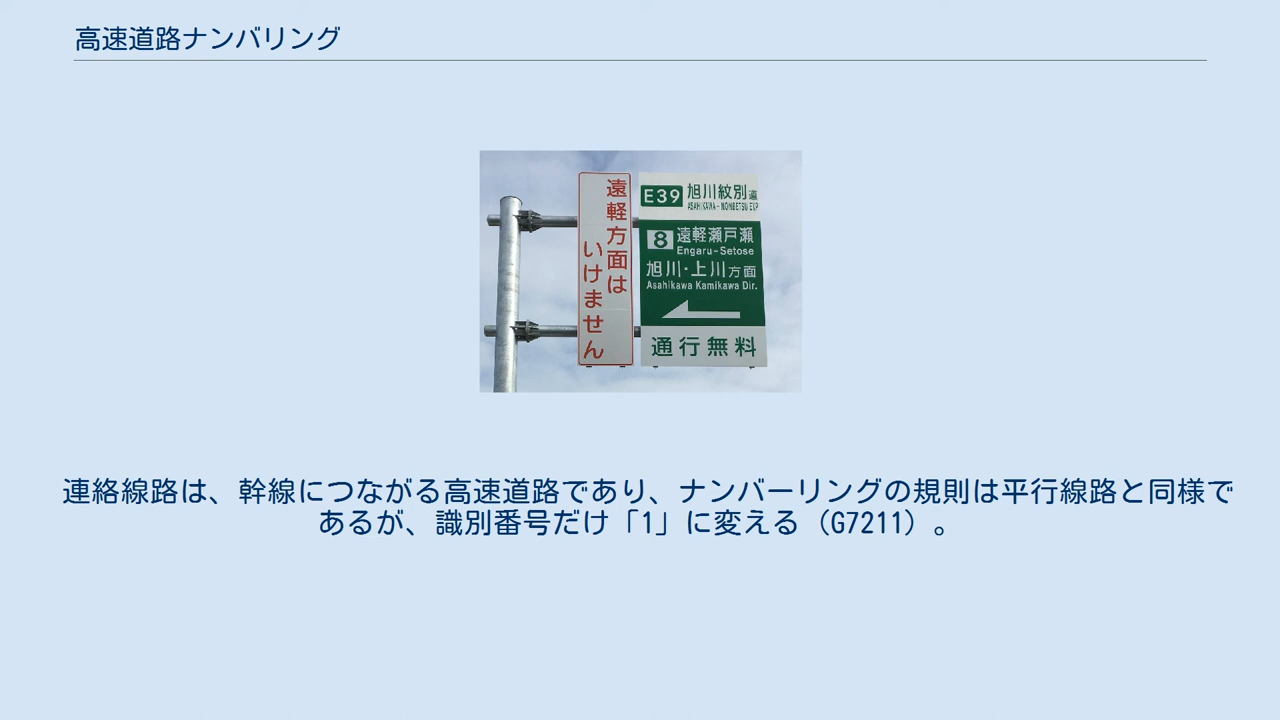 高速道路ナンバリング
遠軽方面は
いけません
E39 旭川紋別道
ASAHIKAWA-MONBETSU EXP
8 遠軽瀬戸瀬
Engaru-Setose
旭川・上川方面
Asahikawa Kamikawa Dir.
通行無料
連絡線路は、幹線につながる高速道路であり、ナンバーリングの規則は平行線路と同様で
あるが、識別番号だけ「1」に変える（G7211）。